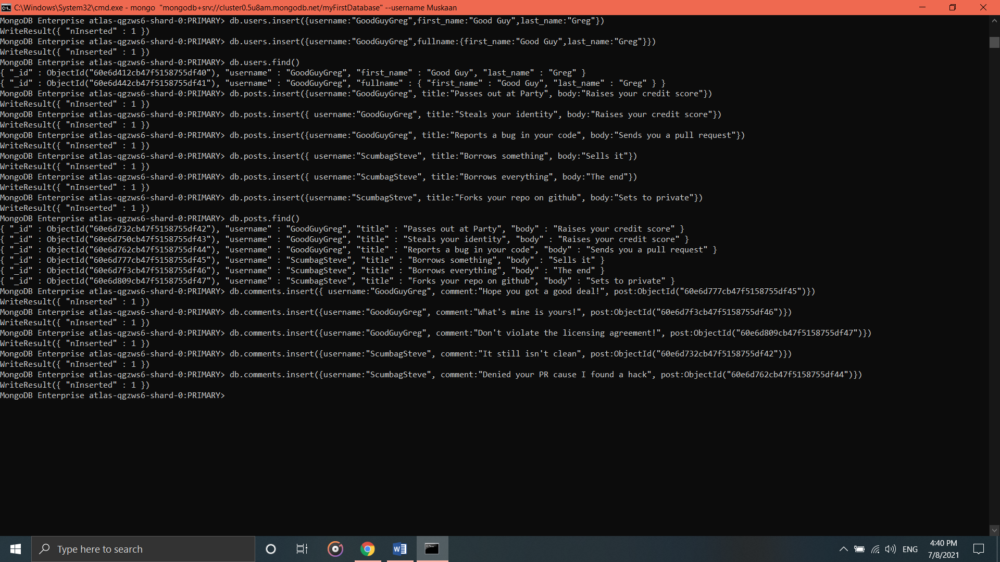 C:\Windows\System32\cmd.exe - mongo  "mongodb+srv://cluster0.5u8am.mongodb.net/myFirstDatabase" --username Muskaan
MongoDB Enterprise atlas-qgzws6-shard-0:PRIMARY> db.users.insert({username:"GoodGuyGreg",first_name:"Good Guy",last_name:"Greg"})
WriteResult({ "nInserted" : 1 })
MongoDB Enterprise atlas-qgzws6-shard-0:PRIMARY> db.users.insert({username:"GoodGuyGreg",fullname:{first_name:"Good Guy",last_name:"Greg"}})
WriteResult({ "nInserted" : 1 })
MongoDB Enterprise atlas-qgzws6-shard-0:PRIMARY> db.users.find()
{ "_id" : ObjectId("60e6d412cb47f5158755df40"), "username" : "GoodGuyGreg", "first_name" : "Good Guy", "last_name" : "Greg" }
{ "_id" : ObjectId("60e6d442cb47f5158755df41"), "username" : "GoodGuyGreg", "fullname" : { "first_name" : "Good Guy", "last_name" : "Greg" } }
MongoDB Enterprise atlas-qgzws6-shard-0:PRIMARY> db.posts.insert({username:"GoodGuyGreg", title:"Passes out at Party", body:"Raises your credit score"})
WriteResult({ "nInserted" : 1 })
MongoDB Enterprise atlas-qgzws6-shard-0:PRIMARY> db.posts.insert({ username:"GoodGuyGreg", title:"Steals your identity", body:"Raises your credit score"})
WriteResult({ "nInserted" : 1 })
MongoDB Enterprise atlas-qgzws6-shard-0:PRIMARY> db.posts.insert({username:"GoodGuyGreg", title:"Reports a bug in your code", body:"Sends you a pull request"})
WriteResult({ "nInserted" : 1 })
MongoDB Enterprise atlas-qgzws6-shard-0:PRIMARY> db.posts.insert({ username:"ScumbagSteve", title:"Borrows something", body:"Sells it"})
WriteResult({ "nInserted" : 1 })
MongoDB Enterprise atlas-qgzws6-shard-0:PRIMARY> db.posts.insert({ username:"ScumbagSteve", title:"Borrows everything", body:"The end"})
WriteResult({ "nInserted" : 1 })
MongoDB Enterprise atlas-qgzws6-shard-0:PRIMARY> db.posts.insert({username:"ScumbagSteve", title:"Forks your repo on github", body:"Sets to private"})
WriteResult({ "nInserted" : 1 })
MongoDB Enterprise atlas-qgzws6-shard-0:PRIMARY> db.posts.find()
{ "_id" : ObjectId("60e6d732cb47f5158755df42"), "username" : "GoodGuyGreg", "title" : "Passes out at Party", "body" : "Raises your credit score" }
{ "_id" : ObjectId("60e6d750cb47f5158755df43"), "username" : "GoodGuyGreg", "title" : "Steals your identity", "body" : "Raises your credit score" }
{ "_id" : ObjectId("60e6d762cb47f5158755df44"), "username" : "GoodGuyGreg", "title" : "Reports a bug in your code", "body" : "Sends you a pull request" }
{ "_id" : ObjectId("60e6d777cb47f5158755df45"), "username" : "ScumbagSteve", "title" : "Borrows something", "body" : "Sells it" }
{ "_id" : ObjectId("60e6d7f3cb47f5158755df46"), "username" : "ScumbagSteve", "title" : "Borrows everything", "body" : "The end" }
{ "_id" : ObjectId("60e6d809cb47f5158755df47"), "username" : "ScumbagSteve", "title" : "Forks your repo on github", "body" : "Sets to private" }
MongoDB Enterprise atlas-qgzws6-shard-0:PRIMARY> db.comments.insert({ username:"GoodGuyGreg", comment:"Hope you got a good deal!", post:ObjectId("60e6d777cb47f5158755df45")})
WriteResult({ "nInserted" : 1 })
MongoDB Enterprise atlas-qgzws6-shard-0:PRIMARY> db.comments.insert({username:"GoodGuyGreg", comment:"What's mine is yours!", post:ObjectId("60e6d7f3cb47f5158755df46")})
WriteResult({ "nInserted" : 1 })
MongoDB Enterprise atlas-qgzws6-shard-0:PRIMARY> db.comments.insert({username:"GoodGuyGreg", comment:"Don't violate the licensing agreement!", post:ObjectId("60e6d809cb47f5158755df47")})
WriteResult({ "nInserted" : 1 })
MongoDB Enterprise atlas-qgzws6-shard-0:PRIMARY> db.comments.insert({username:"ScumbagSteve", comment:"It still isn't clean", post:ObjectId("60e6d732cb47f5158755df42")})
WriteResult({ "nInserted" : 1 })
MongoDB Enterprise atlas-qgzws6-shard-0:PRIMARY> db.comments.insert({username:"ScumbagSteve", comment:"Denied your PR cause I found a hack", post:ObjectId("60e6d762cb47f5158755df44")})
WriteResult({ "nInserted" : 1 })
MongoDB Enterprise atlas-qgzws6-shard-0:PRIMARY>
Type here to search
ENG
4:40 PM
7/8/2021